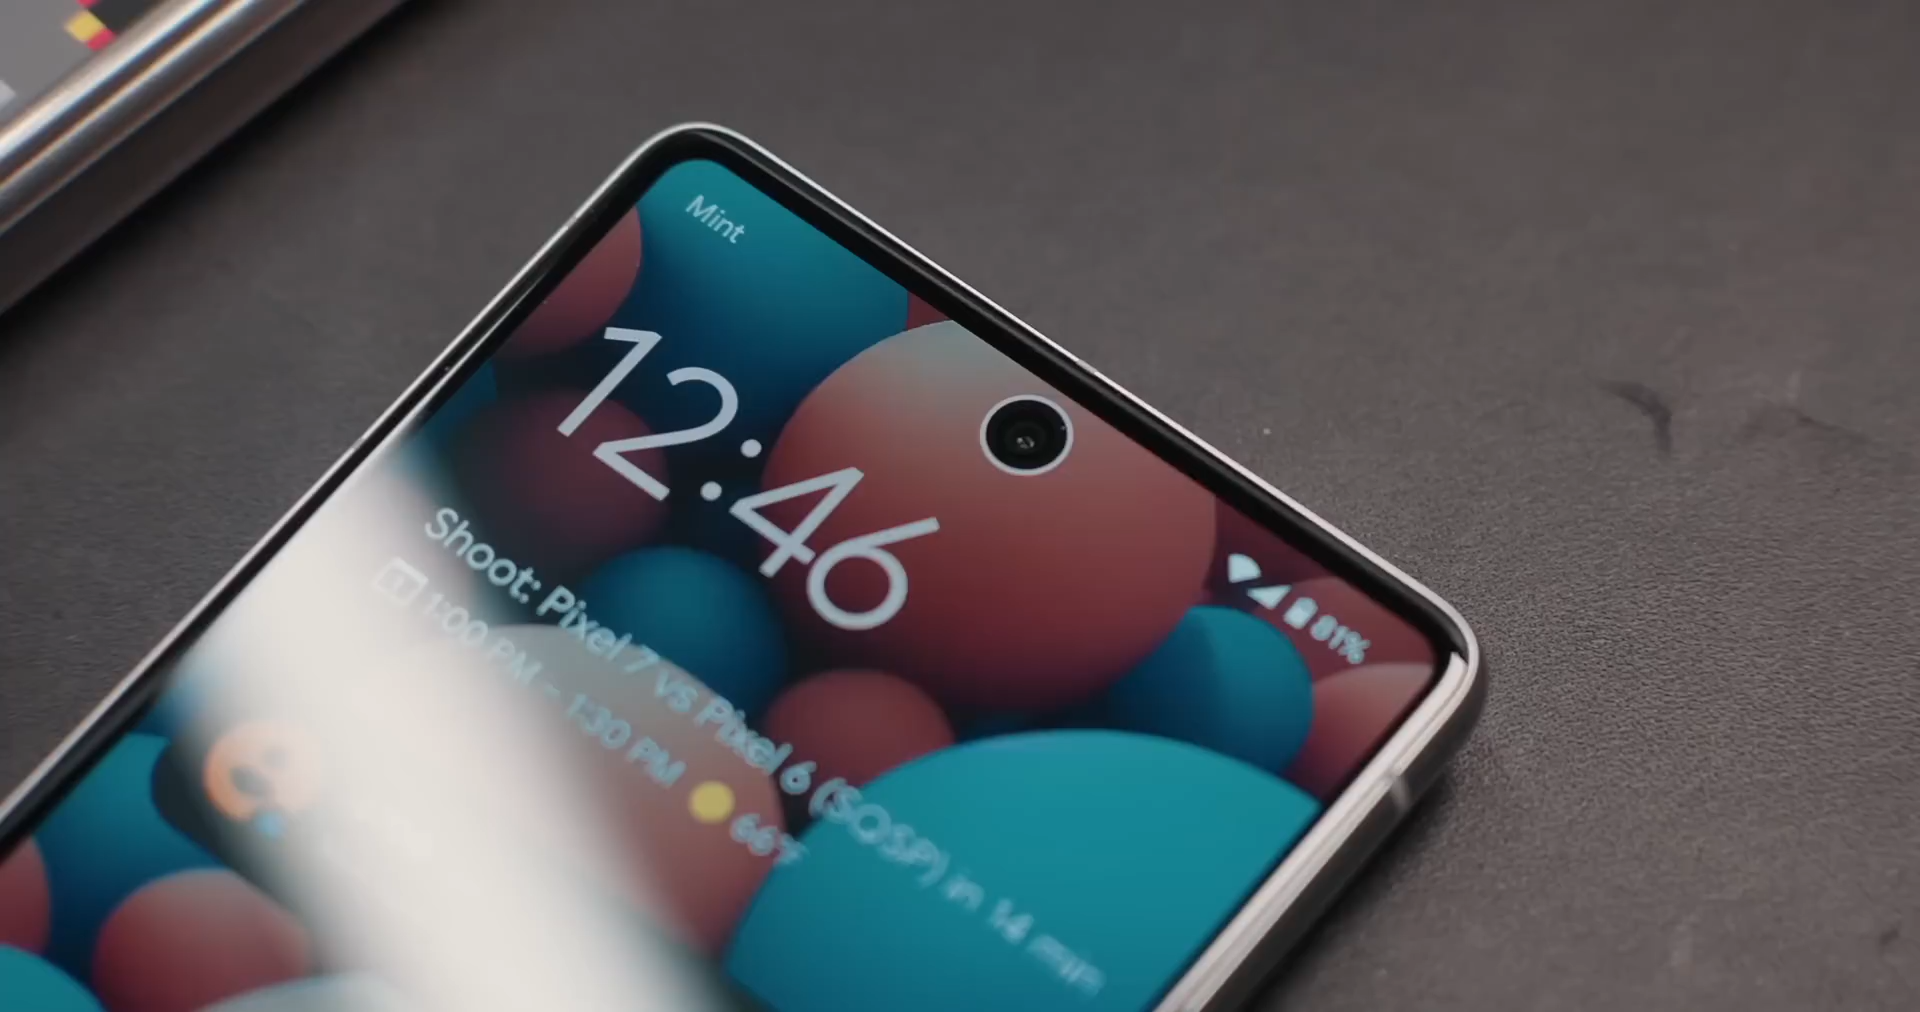 Mint
81%
12:46
Shoot: Pixel 7 vs Pixel 6 (SOSP) in 14 min
1:00 PM – 1:30 PM 66°F